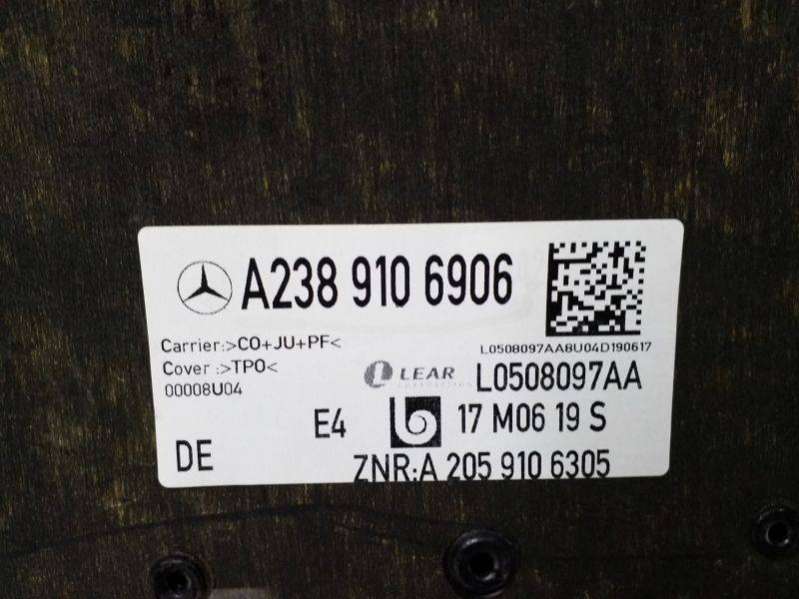 A238 910 6906
L0508097AA8U04D190617
Carrier:>CO+JU+PF<
Cover :>TPO<
00008U04
LEAR
CORPORATION
L0508097AA
E4
17 M06 19 S
DE
ZNR:A 205 910 6305